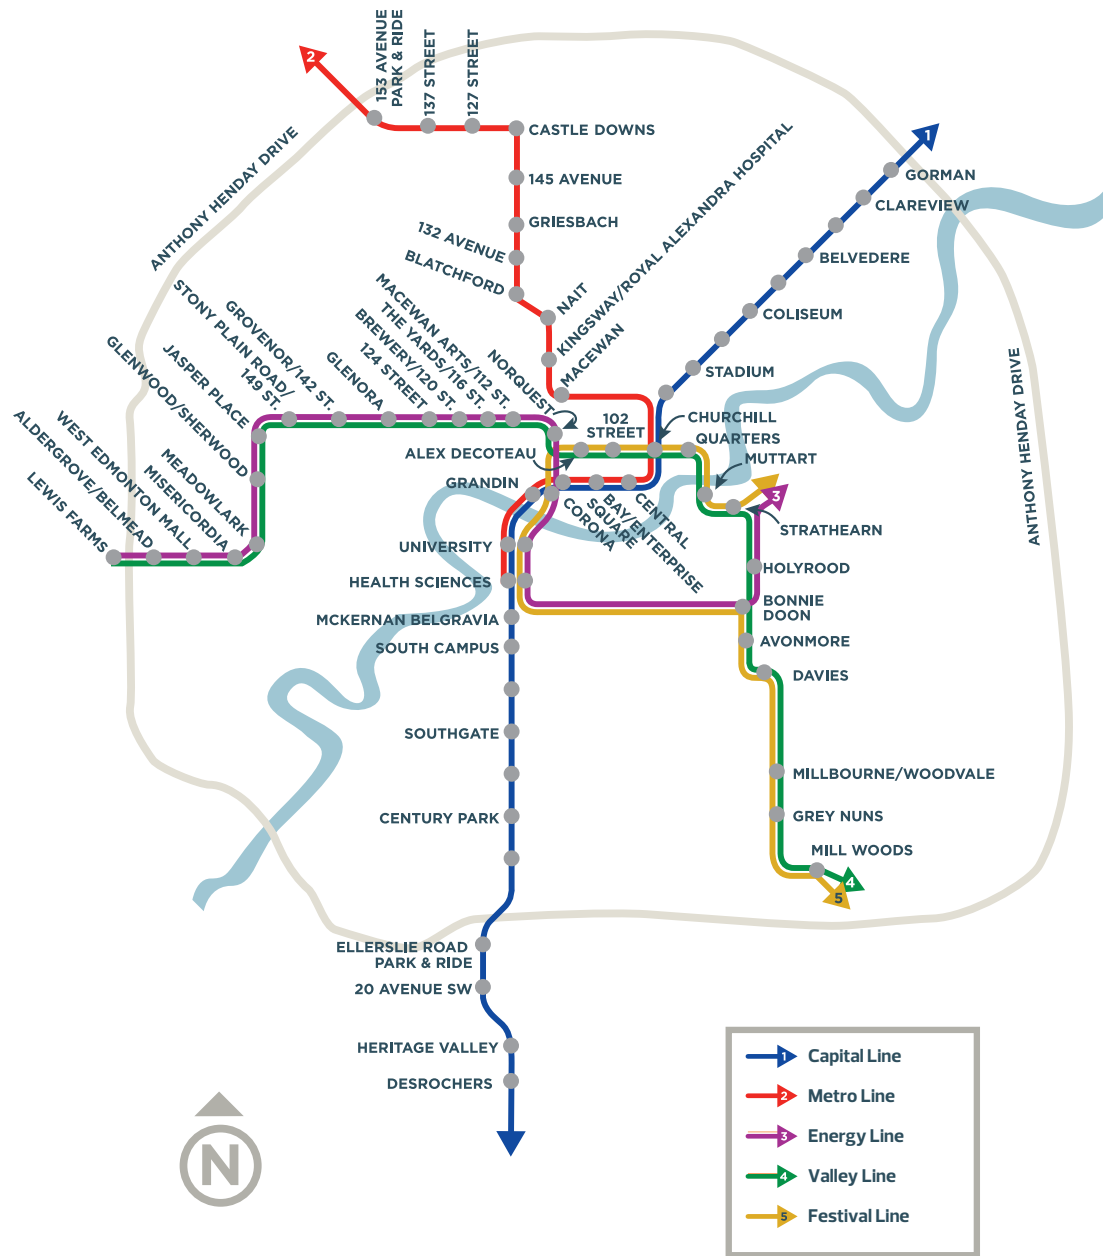 2
153 AVENUE
PARK & RIDE
137 STREET
127 STREET
CASTLE DOWNS
1
ANTHONY HENDAY DRIVE
145 AVENUE
GORMAN
CLAREVIEW
GRIESBACH
132 AVENUE
BLATCHFORD
BELVEDERE
NAIT
KINGSWAY/ROYAL ALEXANDRA HOSPITAL
MACEWAN
COLISEUM
STADIUM
NORQUEST
MACEWAN ARTS/112 ST.
THE YARDS/116 ST.
BREWERY/120 ST.
124 STREET
GLENORA
GROVENOR/142 ST.
STONY PLAIN ROAD/
149 ST.
JASPER PLACE
GLENWOOD/SHERWOOD
MEADOWLARK
MISERICORDIA
WEST EDMONTON MALL
ALDERGROVE/BELMEAD
LEWIS FARMS
102
STREET
CHURCHILL
QUARTERS
ALEX DECOTEAU
MUTTART
GRANDIN
CORONA
BAY/ENTERPRISE
SQUARE
CENTRAL
3
STRATHEARN
ANTHONY HENDAY DRIVE
UNIVERSITY
HOLYROOD
HEALTH SCIENCES
BONNIE
DOON
MCKERNAN BELGRAVIA
AVONMORE
SOUTH CAMPUS
DAVIES
SOUTHGATE
MILLBOURNE/WOODVALE
CENTURY PARK
GREY NUNS
MILL WOODS
4
5
ELLERSLIE ROAD
PARK & RIDE
20 AVENUE SW
HERITAGE VALLEY
DESROCHERS
N
1 Capital Line
2 Metro Line
3 Energy Line
4 Valley Line
5 Festival Line